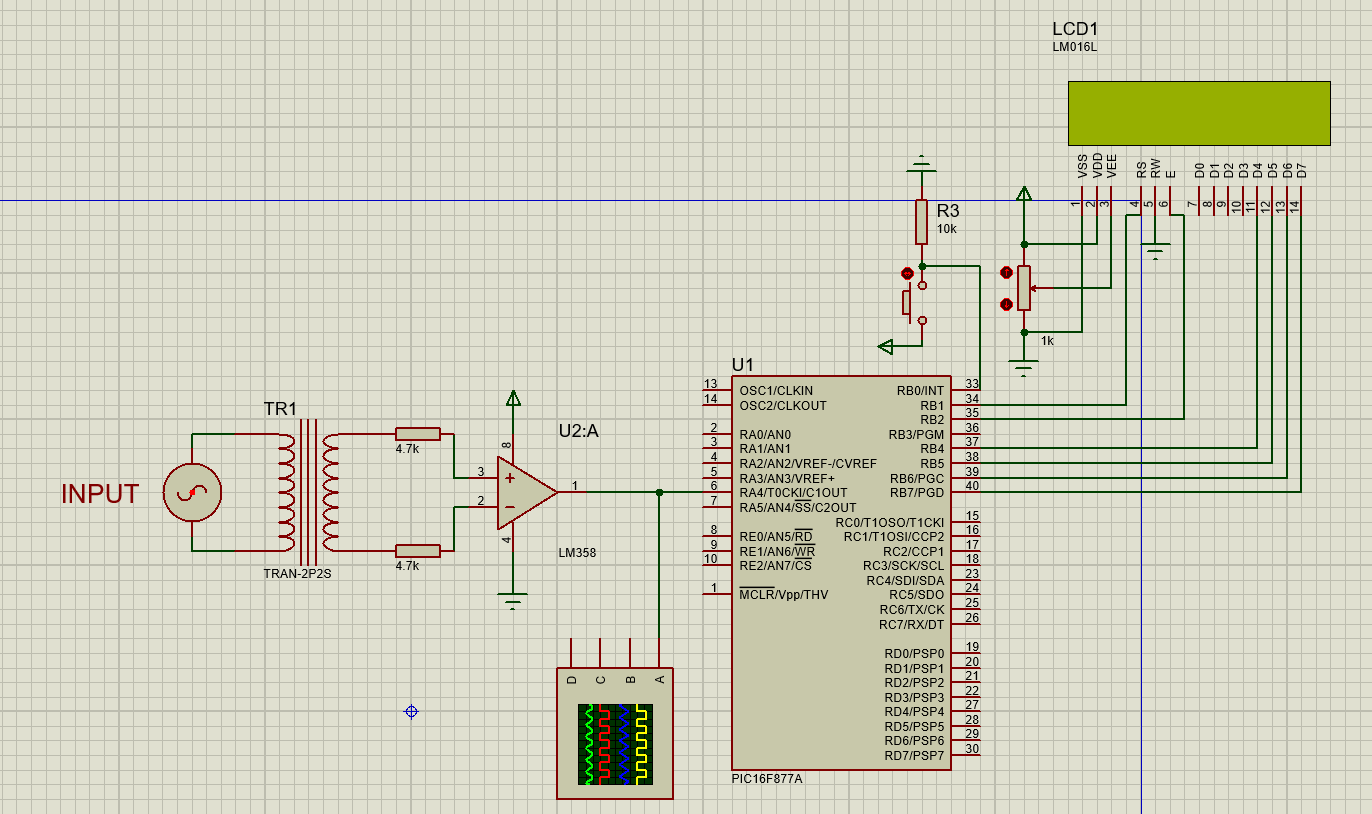 LCD1
LM016L
VSS
VDD
VEE
RS
RW
E
D0
D1
D2
D3
D4
D5
D6
D7
1
2
3
4
5
6
7
8
9
10
11
12
13
14
R3
10k
1k
U1
13 OSC1/CLKIN RB0/INT 33
14 OSC2/CLKOUT RB1 34
RB2 35
2 RA0/AN0 RB3/PGM 36
3 RA1/AN1 RB4 37
4 RA2/AN2/VREF-/CVREF RB5 38
5 RA3/AN3/VREF+ RB6/PGC 39
6 RA4/T0CKI/C1OUT RB7/PGD 40
7 RA5/AN4/SS/C2OUT
RC0/T1OSO/T1CKI 15
8 RE0/AN5/RD RC1/T1OSI/CCP2 16
9 RE1/AN6/WR RC2/CCP1 17
10 RE2/AN7/CS RC3/SCK/SCL 18
RC4/SDI/SDA 23
1 MCLR/Vpp/THV RC5/SDO 24
RC6/TX/CK 25
RC7/RX/DT 26
RD0/PSP0 19
RD1/PSP1 20
RD2/PSP2 21
RD3/PSP3 22
RD4/PSP4 27
RD5/PSP5 28
RD6/PSP6 29
RD7/PSP7 30
PIC16F877A
TR1
TRAN-2P2S
INPUT
4.7k
4.7k
U2:A
8
3
2
1
4
LM358
D
C
B
A